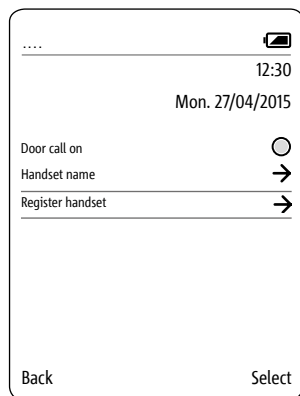 ....
12:30
Mon. 27/04/2015
Door call on
Handset name
Register handset
Back Select